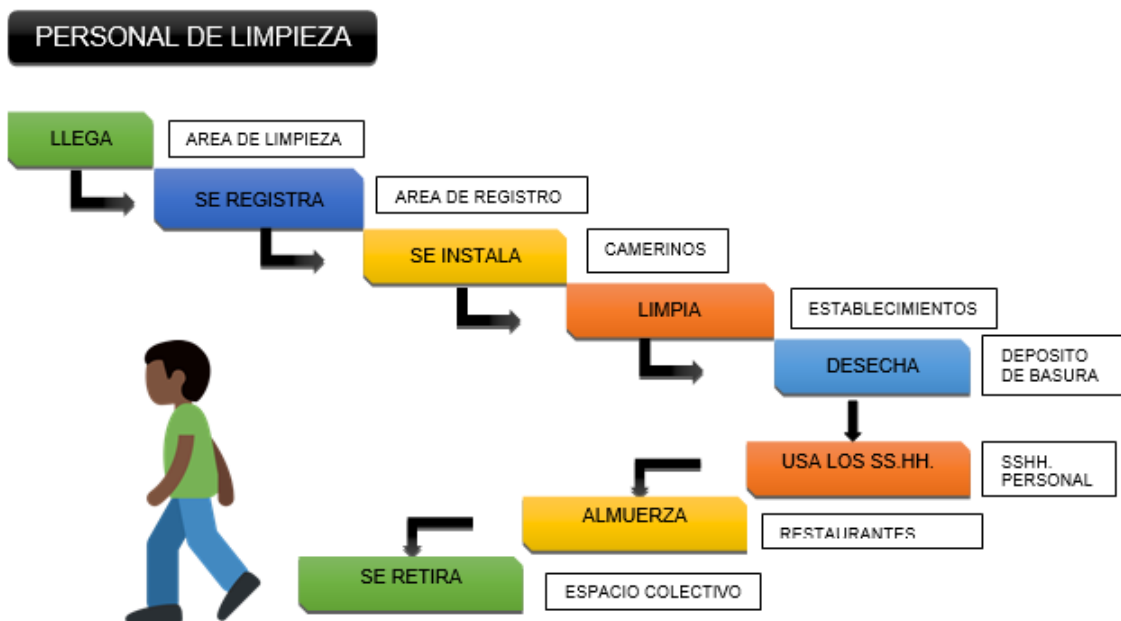 PERSONAL DE LIMPIEZA
LLEGA
AREA DE LIMPIEZA
SE REGISTRA
AREA DE REGISTRO
SE INSTALA
CAMERINOS
LIMPIA
ESTABLECIMIENTOS
DESECHA
DEPOSITO
DE BASURA
USA LOS SS.HH.
SSHH.
PERSONAL
ALMUERZA
RESTAURANTES
SE RETIRA
ESPACIO COLECTIVO